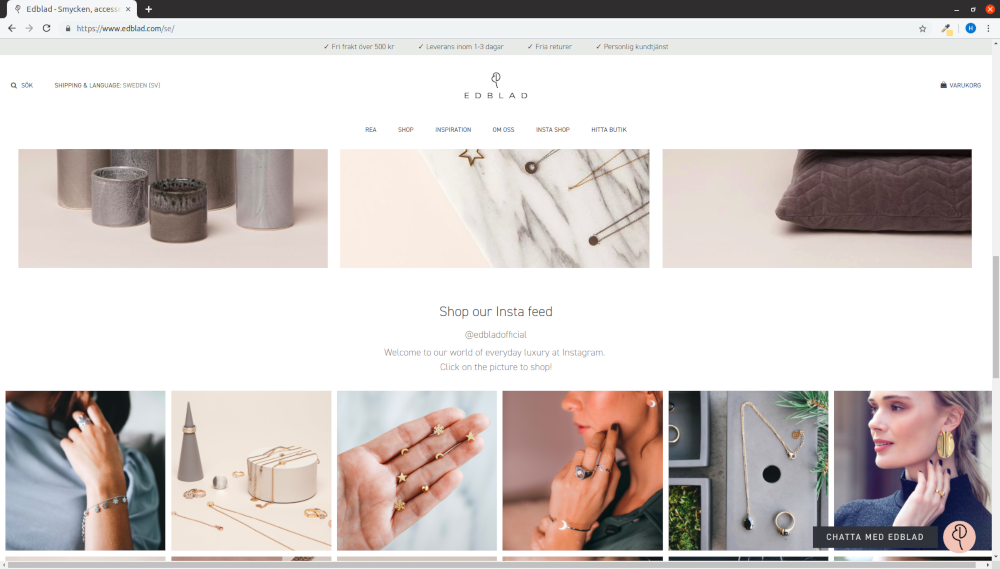 Edblad - Smycken, access
https://www.edblad.com/se/
H
✓ Fri frakt över 500 kr ✓ Leverans inom 1-3 dagar ✓ Fria returer ✓ Personlig kundtjänst
SÖK SHIPPING & LANGUAGE: SWEDEN (SV)
EDBLAD
VARUKORG
REA SHOP INSPIRATION OM OSS INSTA SHOP HITTA BUTIK
Shop our Insta feed
@edbladofficial
Welcome to our world of everyday luxury at Instagram.
Click on the picture to shop!
CHATTA MED EDBLAD